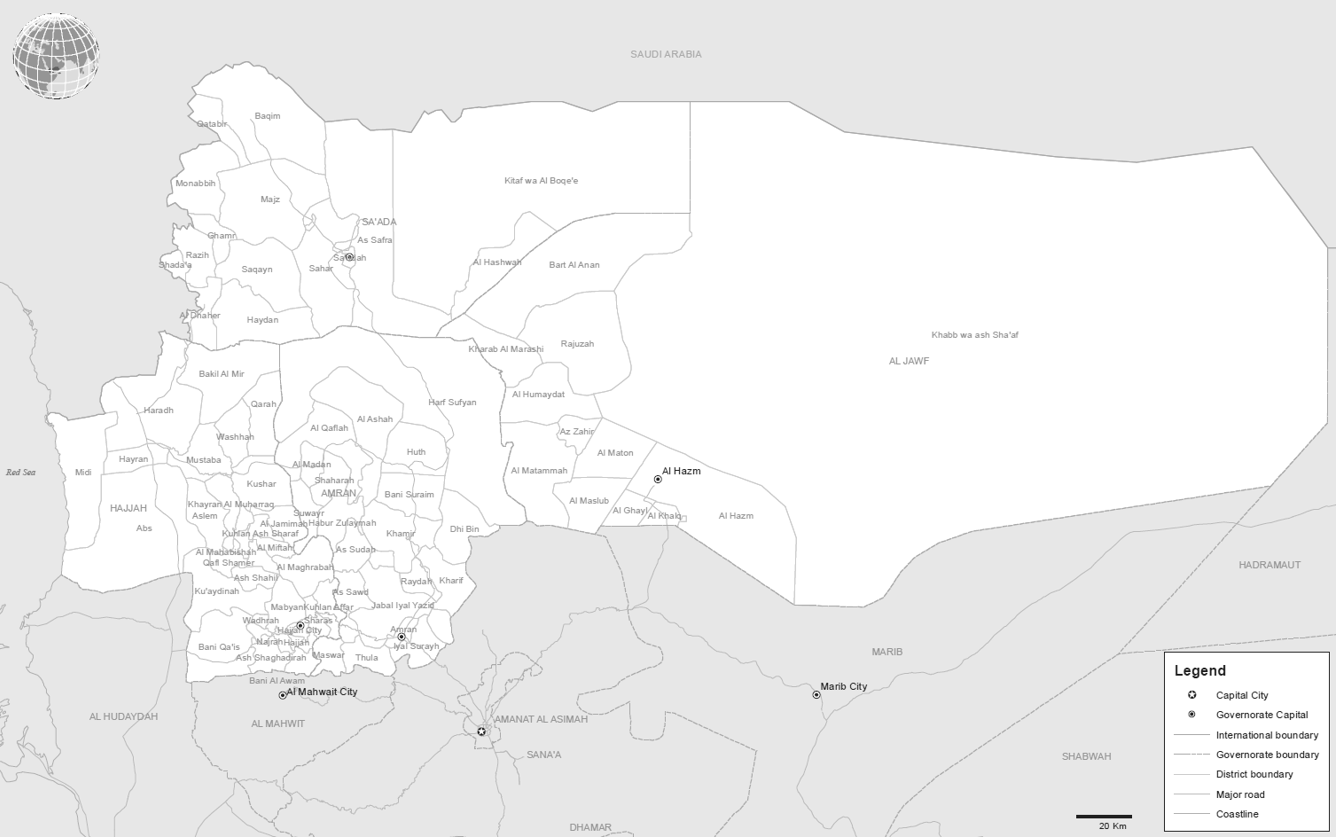 SAUDI ARABIA
Baqim
Qatabir
Kitaf wa Al Boqe'e
Monabbih
Majz
SA'ADA
Ghamr
As Safra
Razih
Shada'a
Al Hashwah
Bart Al Anan
Saqayn
Sahar
Al Dhaher
Haydan
Khabb wa ash Sha'af
Kharab Al Marashi
Rajuzah
AL JAWF
Bakil Al Mir
Al Humaydat
Harf Sufyan
Qarah
Haradh
Al Ashah
Al Qaflah
Az Zahir
Washhah
Huth
Al Maton
Hayran
Mustaba
Al Madan
Red Sea
Midi
Al Matammah
Al Hazm
Shaharah
Kushar
AMRAN
Bani Suraim
Al Maslub
Khayran Al Muharraq
HAJJAH
Al Ghayl
Aslem
Suwayr
Al Khalq
Al Hazm
Al Jamimah
Habur Zulaymah
Abs
Dhi Bin
Kuhlan Ash Sharaf
Khamir
Al Miftah
As Sudah
Al Mahabishah
Qafl Shamer
Al Maghrabah
HADRAMAUT
Ash Shahil
Raydah
Kharif
Ku'aydinah
As Sawd
Mabyan
Kuhlan Affar
Jabal Iyal Yazid
Wadhrah
Sharas
Hajjah City
Amran
Najrah
Hajjah
Bani Qa'is
Iyal Surayh
MARIB
Ash Shaghadirah
Maswar
Thula
Bani Al Awam
Al Mahwait City
Marib City
AL HUDAYDAH
AL MAHWIT
AMANAT AL ASIMAH
SANA'A
SHABWAH
DHAMAR
Legend
Capital City
Governorate Capital
International boundary
Governorate boundary
District boundary
Major road
Coastline
20 Km